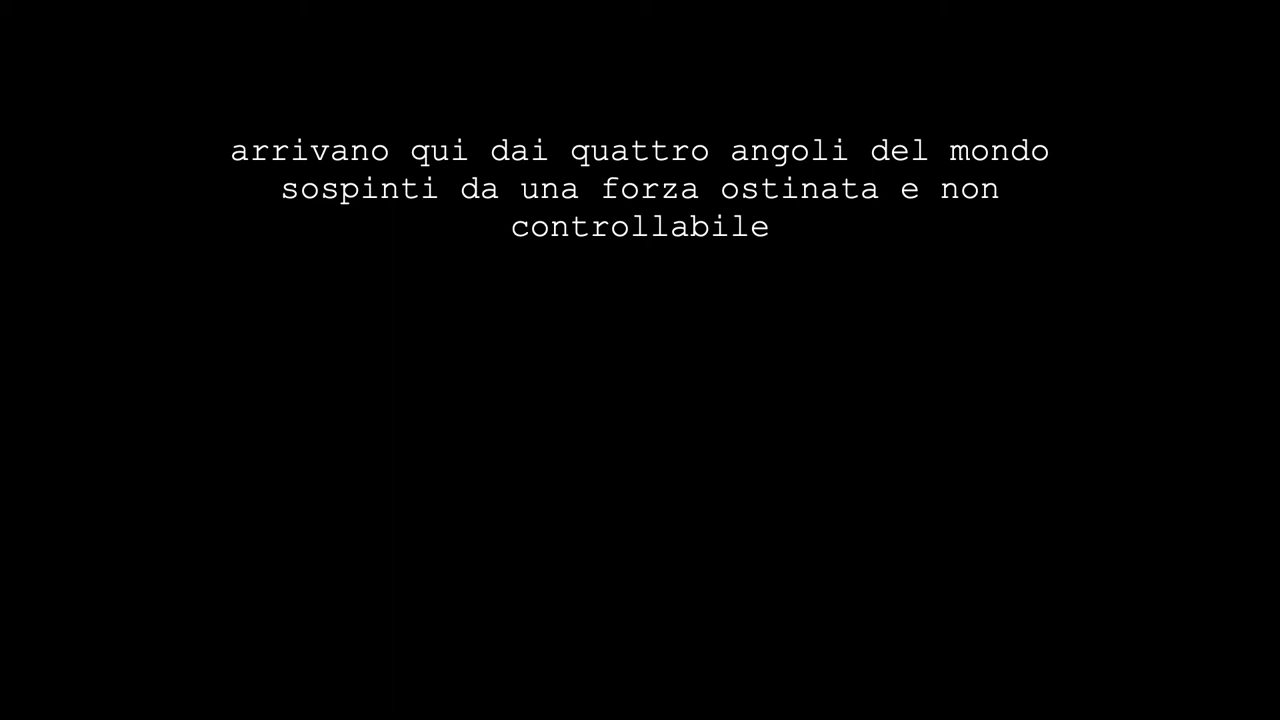 arrivano qui dai quattro angoli del mondo
sospinti da una forza ostinata e non
controllabile